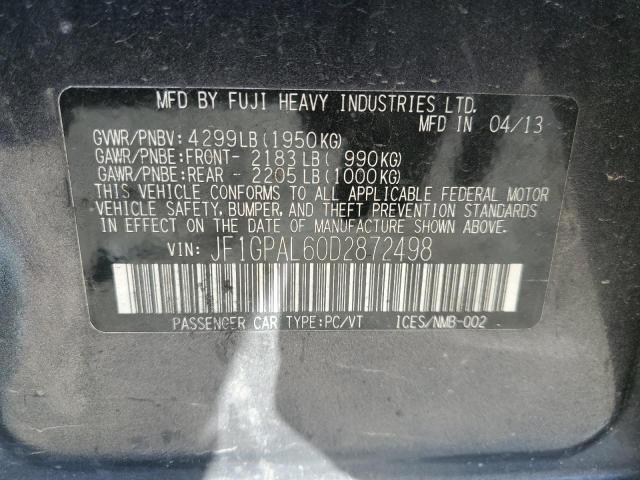 MFD BY FUJI HEAVY INDUSTRIES LTD.
MFD IN 04/13
GVWR/PNBV: 4299LB(1950KG)
GAWR/PNBE:FRONT- 2183LB( 990KG)
GAWR/PNBE:REAR - 2205LB(1000KG)
THIS VEHICLE CONFORMS TO ALL APPLICABLE FEDERAL MOTOR
VEHICLE SAFETY, BUMPER, AND THEFT PREVENTION STANDARDS
IN EFFECT ON THE DATE OF MANUFACTURE SHOWN ABOVE.
VIN: JF1GPAL60D2872498
PASSENGER CAR TYPE:PC/VT ICES/NMB-002